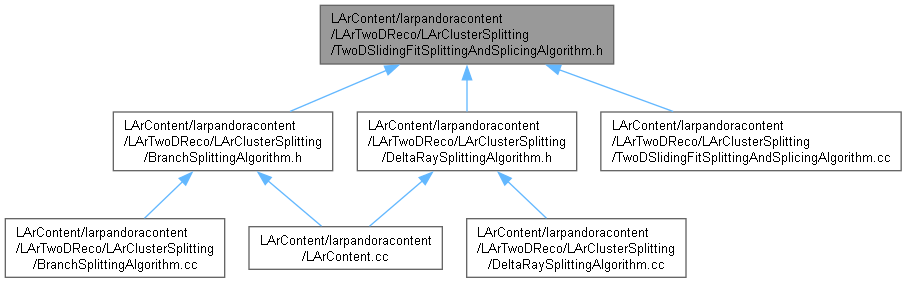 LArContent/larpandoracontent
/LArTwoDReco/LArClusterSplitting
/TwoDSlidingFitSplittingAndSplicingAlgorithm.h
LArContent/larpandoracontent
/LArTwoDReco/LArClusterSplitting
/BranchSplittingAlgorithm.h
LArContent/larpandoracontent
/LArTwoDReco/LArClusterSplitting
/DeltaRaySplittingAlgorithm.h
LArContent/larpandoracontent
/LArTwoDReco/LArClusterSplitting
/TwoDSlidingFitSplittingAndSplicingAlgorithm.cc
LArContent/larpandoracontent
/LArTwoDReco/LArClusterSplitting
/BranchSplittingAlgorithm.cc
LArContent/larpandoracontent
/LArContent.cc
LArContent/larpandoracontent
/LArTwoDReco/LArClusterSplitting
/DeltaRaySplittingAlgorithm.cc